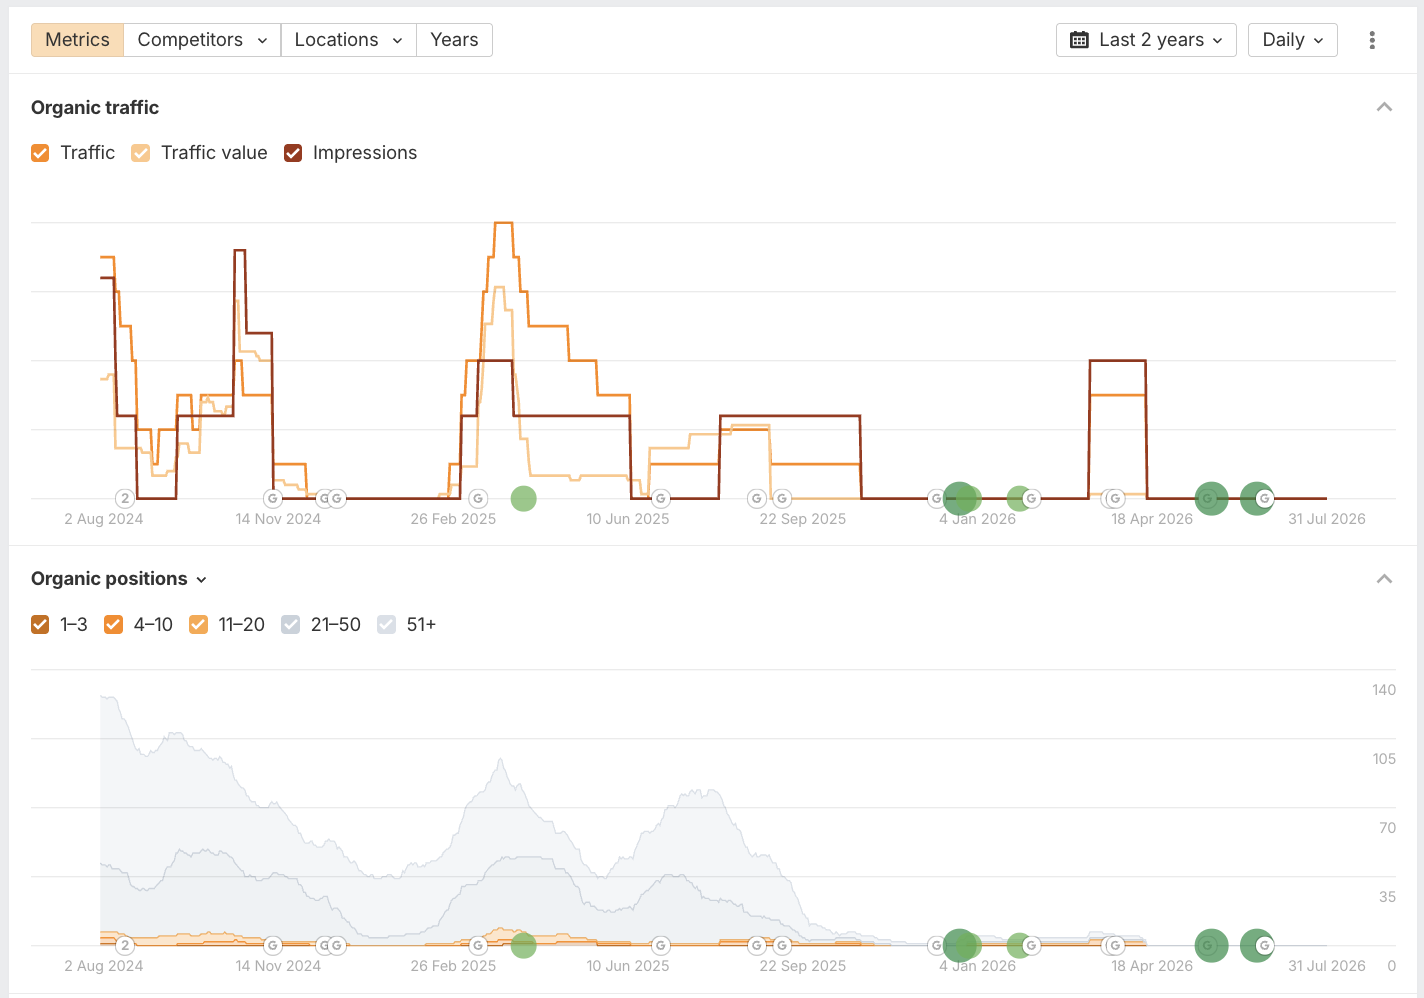 Metrics Competitors Locations Years Last 2 years Daily
Organic traffic
Traffic Traffic value Impressions
2 G G G G G G G G G G G G
2 Aug 2024 14 Nov 2024 26 Feb 2025 10 Jun 2025 22 Sep 2025 4 Jan 2026 18 Apr 2026 31 Jul 2026
Organic positions
1–3 4–10 11–20 21–50 51+
140
105
70
35
2 G G G G G G G G G G G G
2 Aug 2024 14 Nov 2024 26 Feb 2025 10 Jun 2025 22 Sep 2025 4 Jan 2026 18 Apr 2026 31 Jul 2026 0